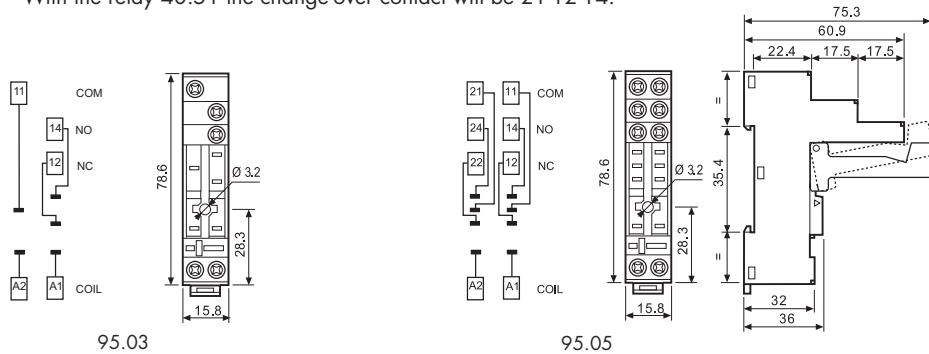 With the relay 40.31 the change over contact will be 21-12-14.
11
COM
14
NO
12
NC
A2
A1
COIL
78.6
Ø 3.2
28.3
15.8
95.03
21
11
COM
24
14
NO
22
12
NC
A2
A1
COIL
78.6
Ø 3.2
28.3
15.8
95.05
75.3
60.9
22.4
17.5
17.5
=
35.4
=
32
36